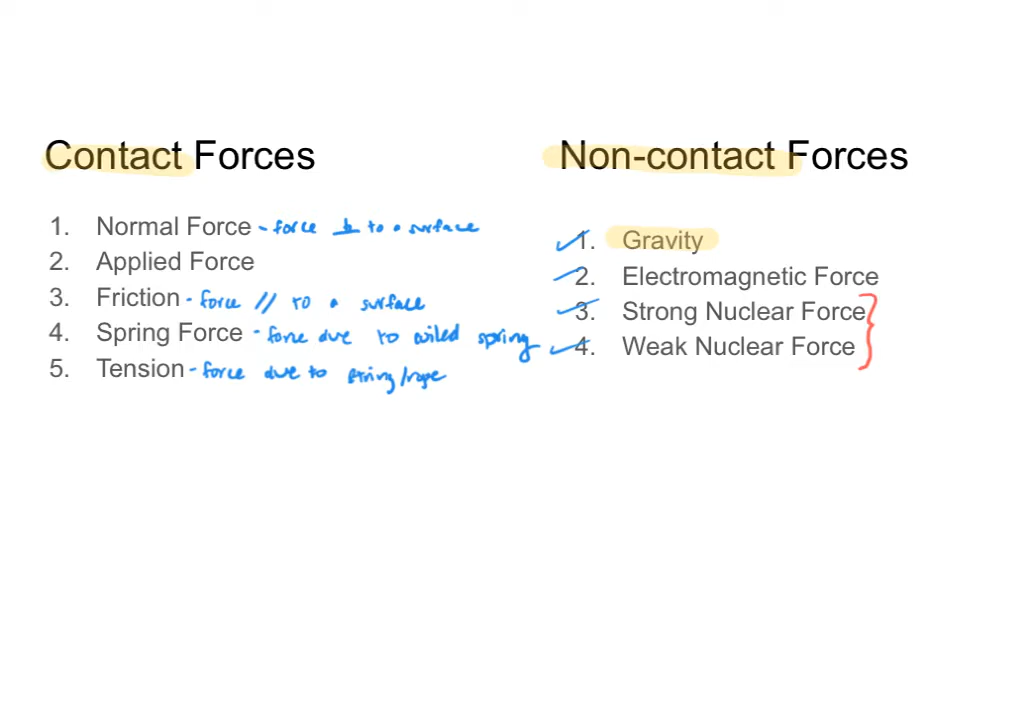 Contact Forces
1. Normal Force - force ⊥ to a surface
2. Applied Force
3. Friction - force // to a surface
4. Spring Force - force due to coiled spring
5. Tension - force due to string/rope
Non-contact Forces
1. Gravity
2. Electromagnetic Force
3. Strong Nuclear Force
4. Weak Nuclear Force